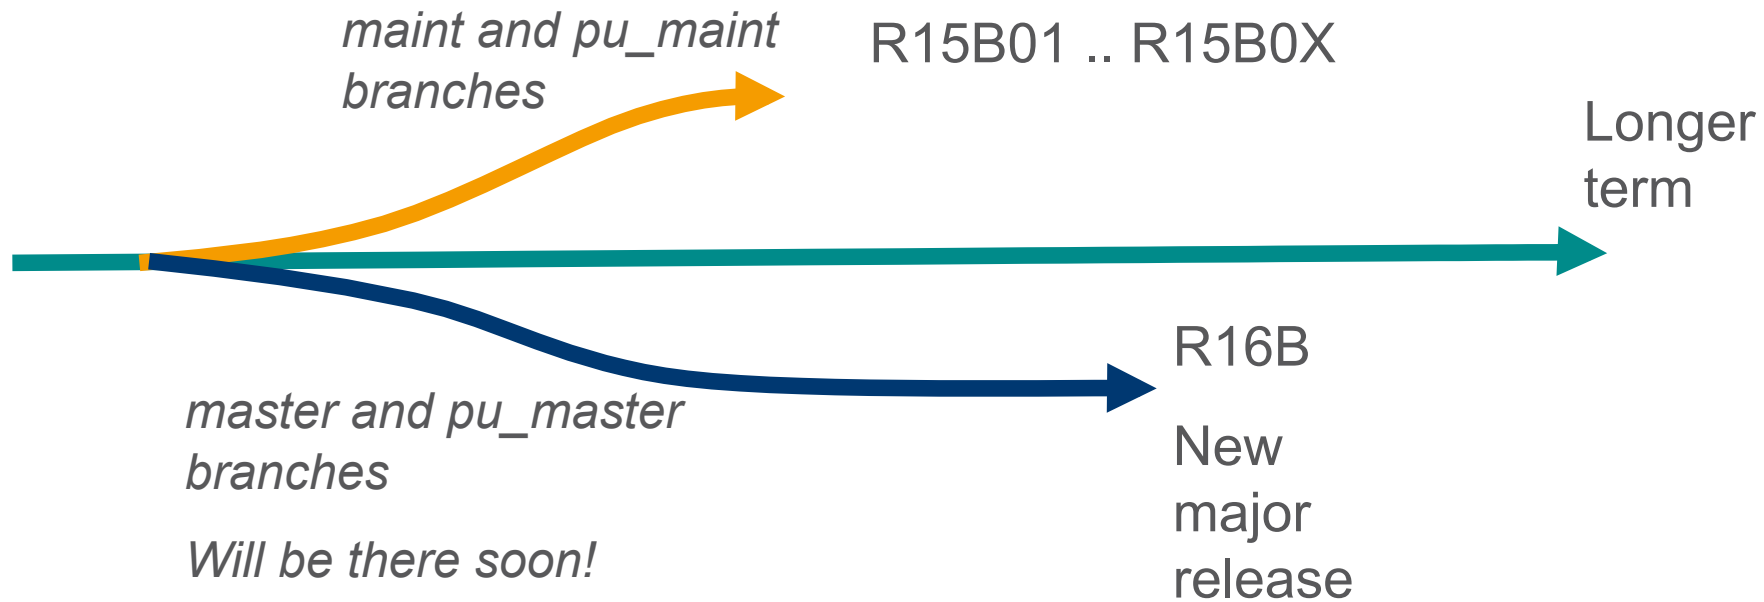 maint and pu_maint
branches
R15B01 .. R15B0X
Longer
term
R16B
New
major
release
master and pu_master
branches
Will be there soon!